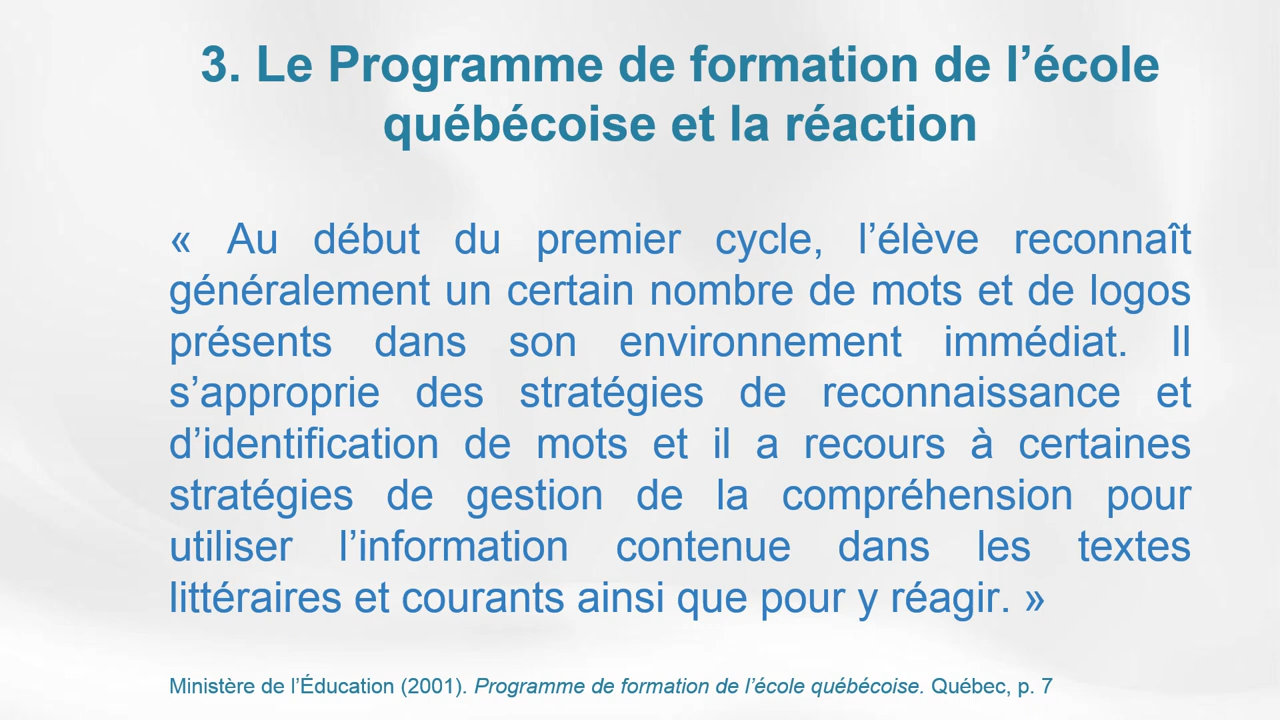 3. Le Programme de formation de l’école
québécoise et la réaction
« Au début du premier cycle, l’élève reconnaît
généralement un certain nombre de mots et de logos
présents dans son environnement immédiat. Il
s’approprie des stratégies de reconnaissance et
d’identification de mots et il a recours à certaines
stratégies de gestion de la compréhension pour
utiliser l’information contenue dans les textes
littéraires et courants ainsi que pour y réagir. »
Ministère de l’Éducation (2001). Programme de formation de l’école québécoise. Québec, p. 7